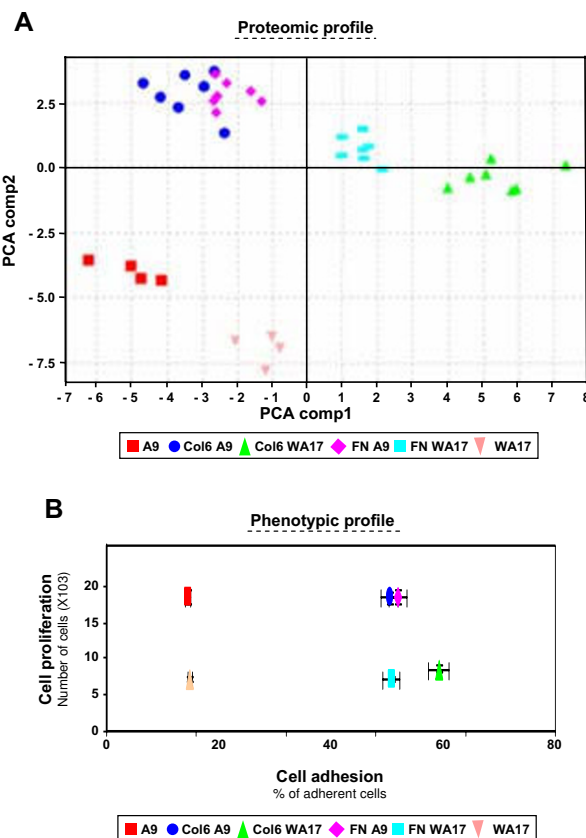 A
Proteomic profile
PCA comp2
2.5
0.0
-2.5
-5.0
-7.5
-7 -6 -5 -4 -3 -2 -1 0 1 2 3 4 5 6 7 8
PCA comp1
A9 Col6 A9 Col6 WA17 FN A9 FN WA17 WA17
B
Phenotypic profile
Cell proliferation
Number of cells (X103)
20
15
10
5
0
0 20 40 60 80
Cell adhesion
% of adherent cells
A9 Col6 A9 Col6 WA17 FN A9 FN WA17 WA17